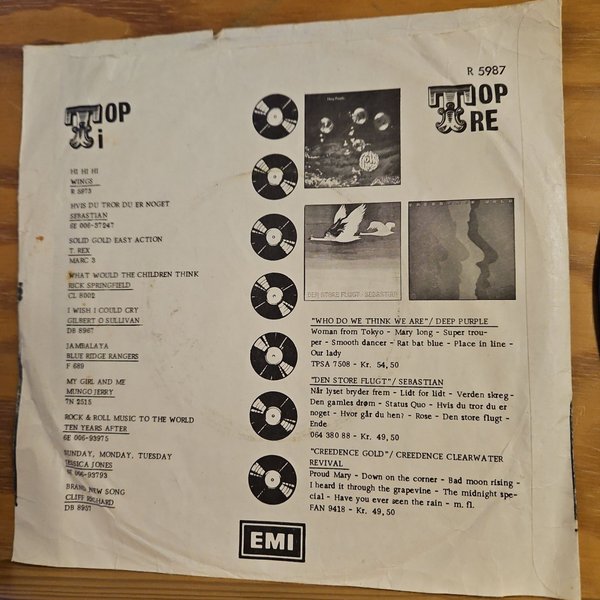 R 5987
TOP
i
HI HI HI
WINGS
R 5973
HVIS DU TROR DU ER NOGET
SEBASTIAN
6E 006-37247
SOLID GOLD EASY ACTION
T. REX
MARC 3
WHAT WOULD THE CHILDREN THINK
RICK SPRINGFIELD
CL 8002
I WISH I COULD CRY
GILBERT O SULLIVAN
DB 8967
JAMBALAYA
BLUE RIDGE RANGERS
F 689
MY GIRL AND ME
MUNGO JERRY
7N 2515
ROCK & ROLL MUSIC TO THE WORLD
TEN YEARS AFTER
6E 006-93975
SUNDAY, MONDAY, TUESDAY
JESSICA JONES
6E 006-93793
BRAND NEW SONG
CLIFF RICHARD
DB 8957
TOP
RE
Deep Purple
DEN STORE FLUGT - SEBASTIAN
CREEDENCE GOLD
"WHO DO WE THINK WE ARE"/ DEEP PURPLE
Woman from Tokyo - Mary long - Super trou-
per - Smooth dancer - Rat bat blue - Place in line -
Our lady
TPSA 7508 - Kr. 54,50
"DEN STORE FLUGT"/ SEBASTIAN
Når lyset bryder frem - Lidt for lidt - Verden skreg -
Den gamles drøm - Status Quo - Hvis du tror du er
noget - Hvor går du hen? - Rose - Den store flugt -
Ende
064 380 88 - Kr. 49,50
"CREEDENCE GOLD"/ CREEDENCE CLEARWATER
REVIVAL
Proud Mary - Down on the corner - Bad moon rising -
I heard it through the grapevine - The midnight spe-
cial - Have you ever seen the rain - m. fl.
FAN 9418 - Kr. 49,50
EMI